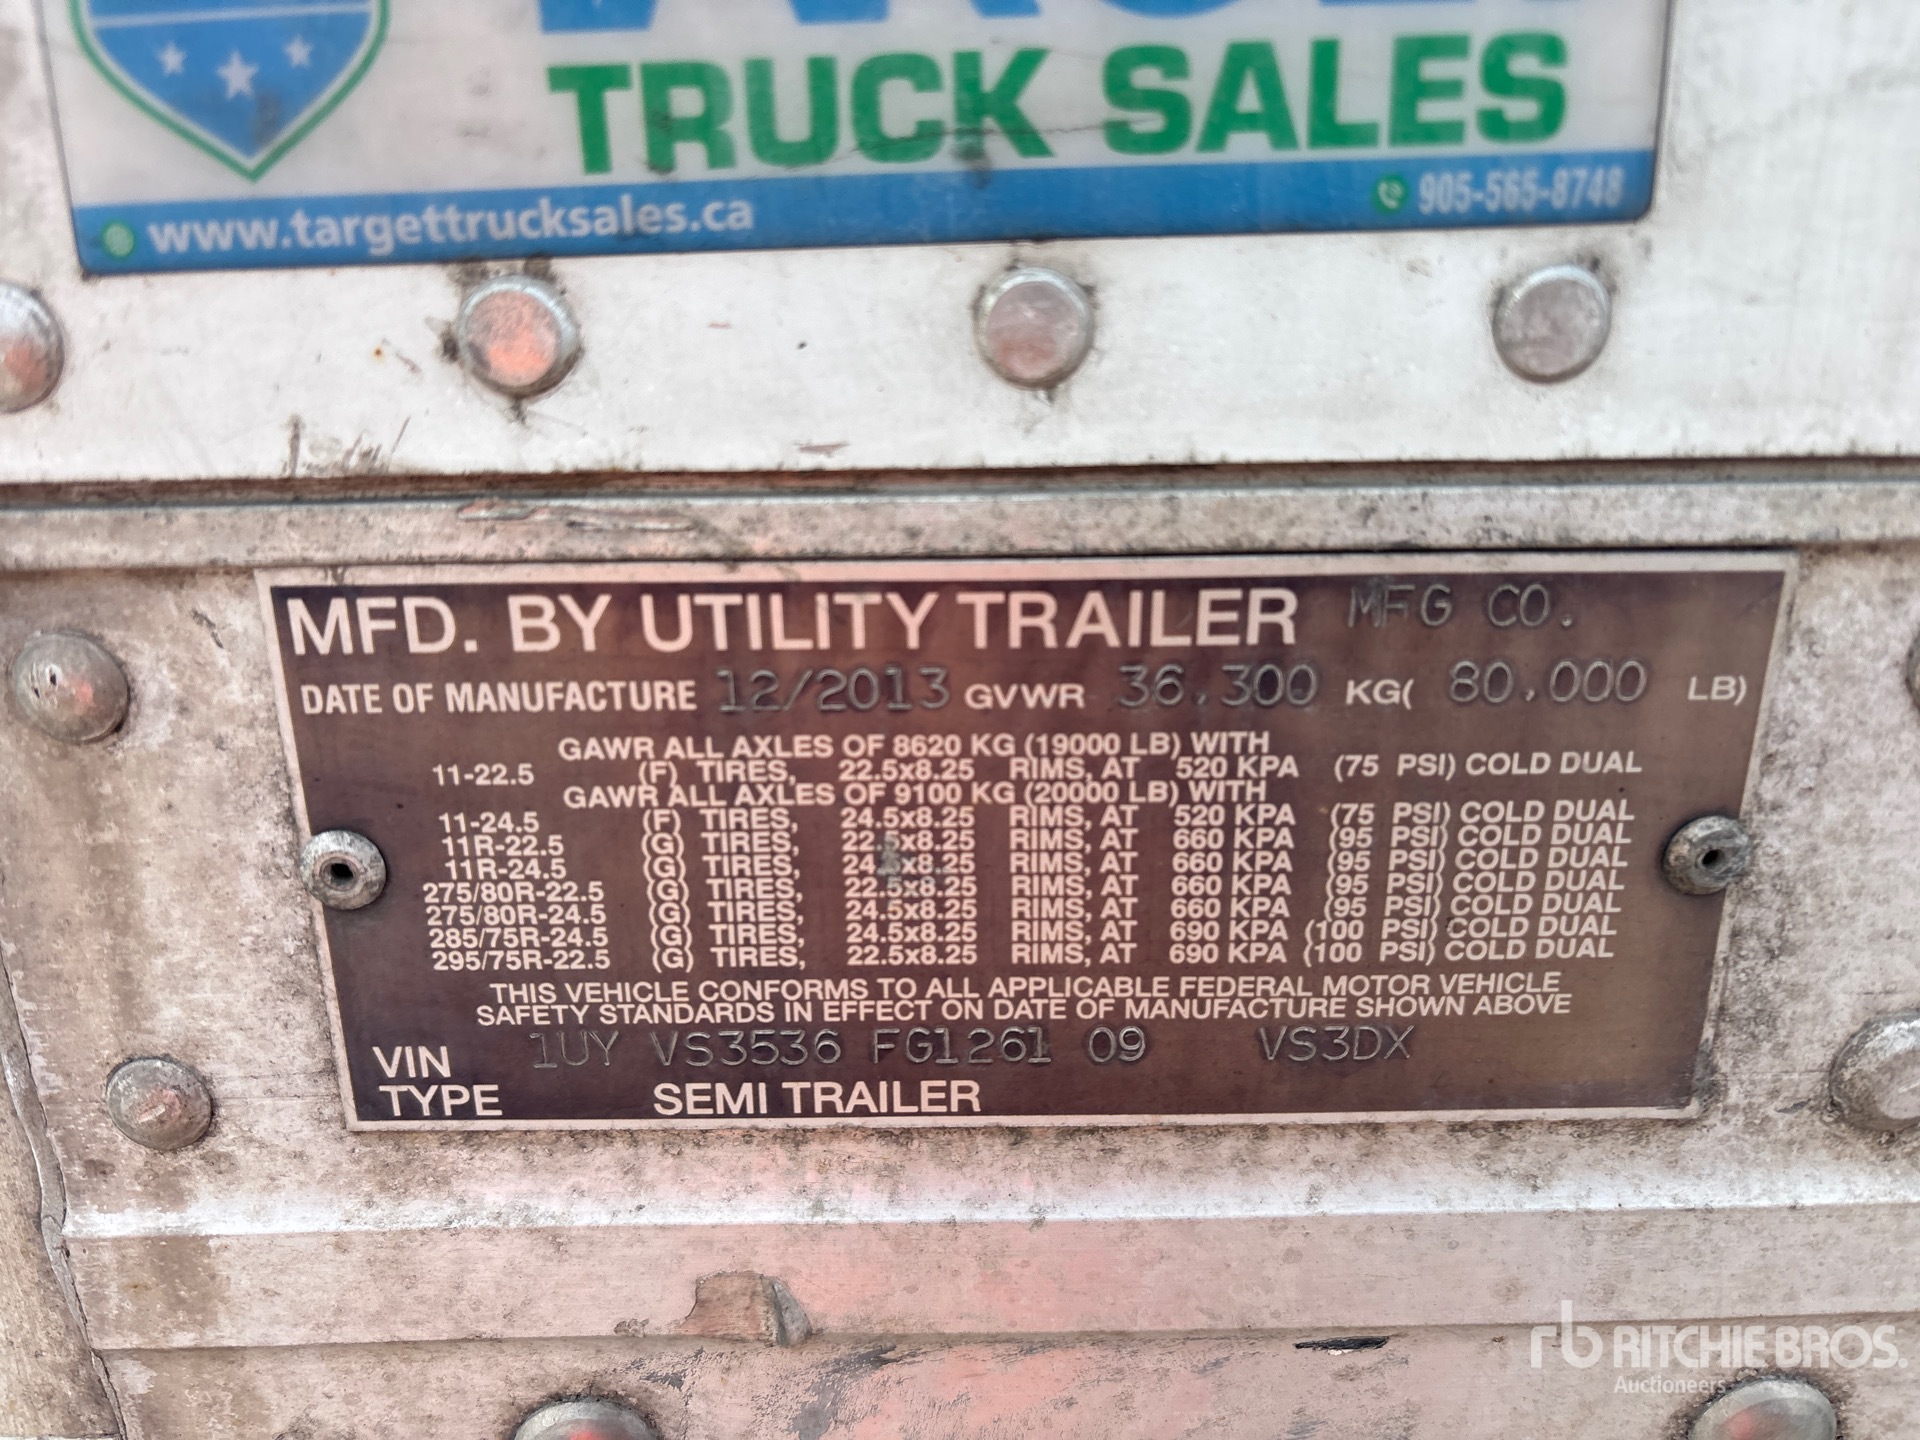 TRUCK SALES
www.targettrucksales.ca 905-565-8748
MFD. BY UTILITY TRAILER MFG CO.
DATE OF MANUFACTURE 12/2013 GVWR 36,300 KG( 80,000 LB)
GAWR ALL AXLES OF 8620 KG (19000 LB) WITH
11-22.5 (F) TIRES, 22.5x8.25 RIMS, AT 520 KPA (75 PSI) COLD DUAL
GAWR ALL AXLES OF 9100 KG (20000 LB) WITH
11-24.5 (F) TIRES, 24.5x8.25 RIMS, AT 520 KPA (75 PSI) COLD DUAL
11R-22.5 (G) TIRES, 22.5x8.25 RIMS, AT 660 KPA (95 PSI) COLD DUAL
11R-24.5 (G) TIRES, 24.5x8.25 RIMS, AT 660 KPA (95 PSI) COLD DUAL
275/80R-22.5 (G) TIRES, 22.5x8.25 RIMS, AT 660 KPA (95 PSI) COLD DUAL
275/80R-24.5 (G) TIRES, 24.5x8.25 RIMS, AT 660 KPA (95 PSI) COLD DUAL
285/75R-24.5 (G) TIRES, 24.5x8.25 RIMS, AT 690 KPA (100 PSI) COLD DUAL
295/75R-22.5 (G) TIRES, 22.5x8.25 RIMS, AT 690 KPA (100 PSI) COLD DUAL
THIS VEHICLE CONFORMS TO ALL APPLICABLE FEDERAL MOTOR VEHICLE
SAFETY STANDARDS IN EFFECT ON DATE OF MANUFACTURE SHOWN ABOVE
VIN 1UY VS3536 FG1261 09 VS3DX
TYPE SEMI TRAILER
rb RITCHIE BROS.
Auctioneers